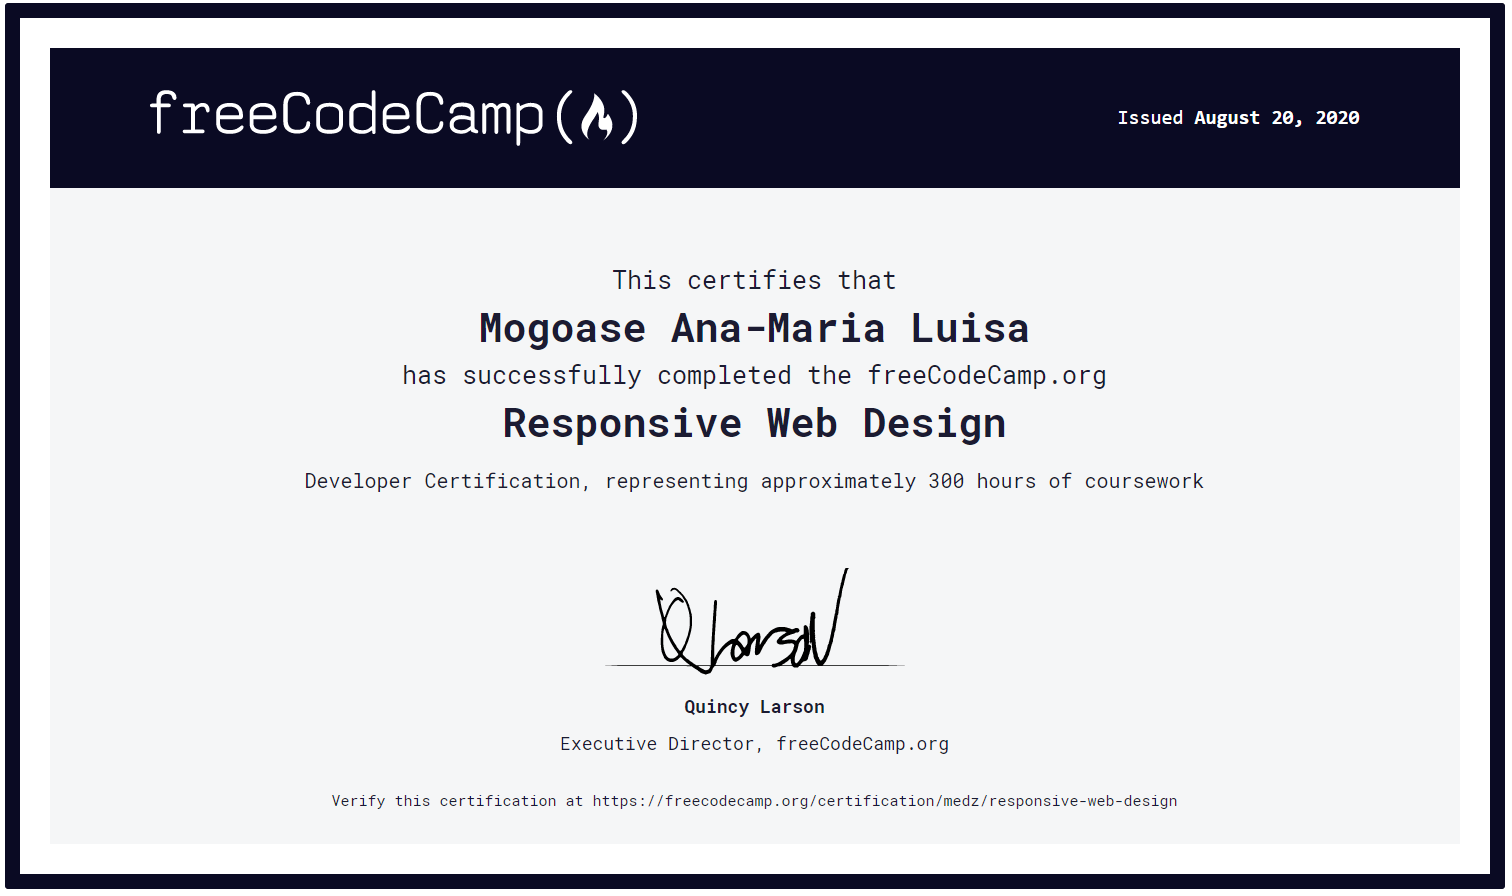 freeCodeCamp(🔥)
Issued August 20, 2020
This certifies that
Mogoase Ana-Maria Luisa
has successfully completed the freeCodeCamp.org
Responsive Web Design
Developer Certification, representing approximately 300 hours of coursework
Q Larson
Quincy Larson
Executive Director, freeCodeCamp.org
Verify this certification at https://freecodecamp.org/certification/medz/responsive-web-design